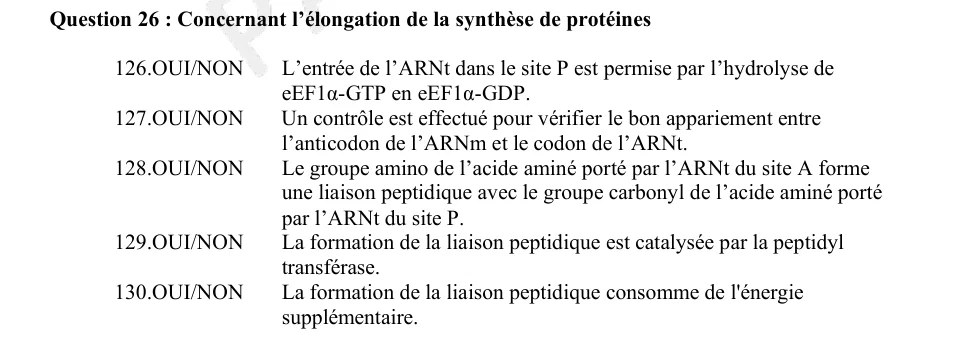 Question 26 : Concernant l'élongation de la synthèse de protéines
126.OUI/NON L'entrée de l'ARNt dans le site P est permise par l'hydrolyse de
eEF1α-GTP en eEF1α-GDP.
127.OUI/NON Un contrôle est effectué pour vérifier le bon appariement entre
l'anticodon de l'ARNm et le codon de l'ARNt.
128.OUI/NON Le groupe amino de l'acide aminé porté par l'ARNt du site A forme
une liaison peptidique avec le groupe carbonyl de l'acide aminé porté
par l'ARNt du site P.
129.OUI/NON La formation de la liaison peptidique est catalysée par la peptidyl
transférase.
130.OUI/NON La formation de la liaison peptidique consomme de l'énergie
supplémentaire.